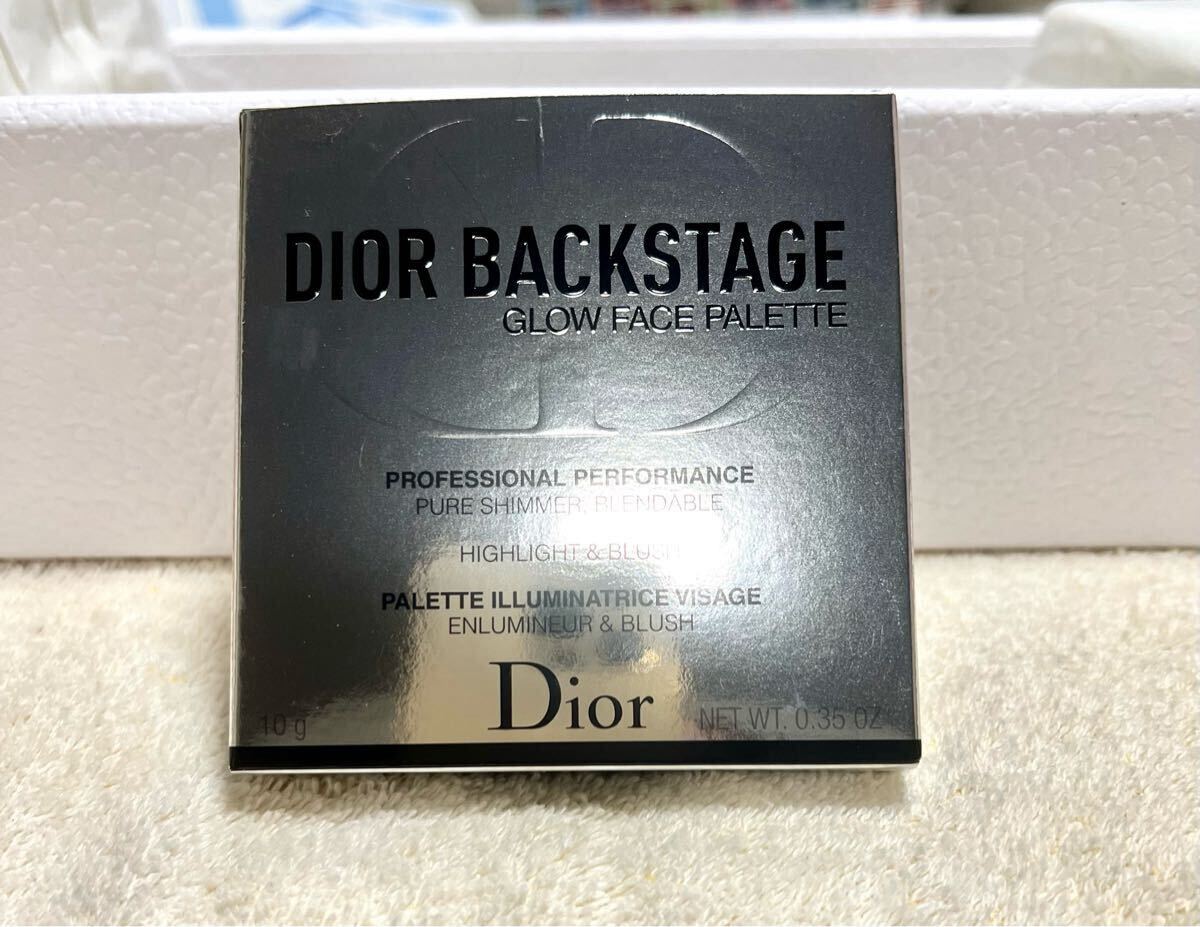 DIOR BACKSTAGE
GLOW FACE PALETTE
PROFESSIONAL PERFORMANCE
PURE SHIMMER, BLENDABLE
HIGHLIGHT & BLUSH
PALETTE ILLUMINATRICE VISAGE
ENLUMINEUR & BLUSH
Dior
10 g NET WT. 0.35 OZ